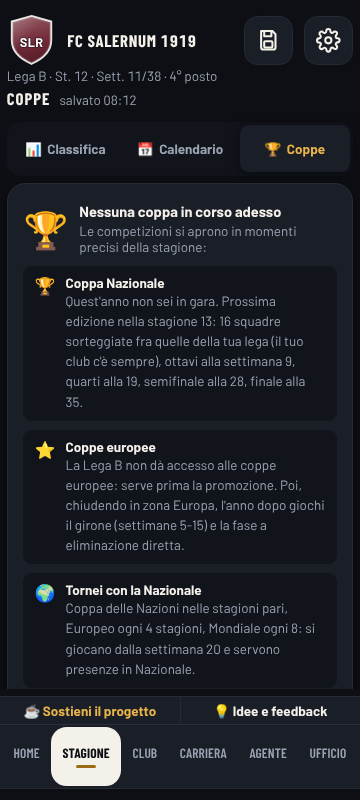 SLR
FC SALERNUM 1919
Lega B · St. 12 · Sett. 11/38 · 4° posto
COPPE salvato 08:12
Classifica
Calendario
Coppe
Nessuna coppa in corso adesso
Le competizioni si aprono in momenti
precisi della stagione:
Coppa Nazionale
Quest'anno non sei in gara. Prossima
edizione nella stagione 13: 16 squadre
sorteggiate fra quelle della tua lega (il tuo
club c'è sempre), ottavi alla settimana 9,
quarti alla 19, semifinale alla 28, finale alla
35.
Coppe europee
La Lega B non dà accesso alle coppe
europee: serve prima la promozione. Poi,
chiudendo in zona Europa, l'anno dopo giochi
il girone (settimane 5-15) e la fase a
eliminazione diretta.
Tornei con la Nazionale
Coppa delle Nazioni nelle stagioni pari,
Europeo ogni 4 stagioni, Mondiale ogni 8: si
giocano dalla settimana 20 e servono
presenze in Nazionale.
Sostieni il progetto
Idee e feedback
HOME
STAGIONE
CLUB
CARRIERA
AGENTE
UFFICIO